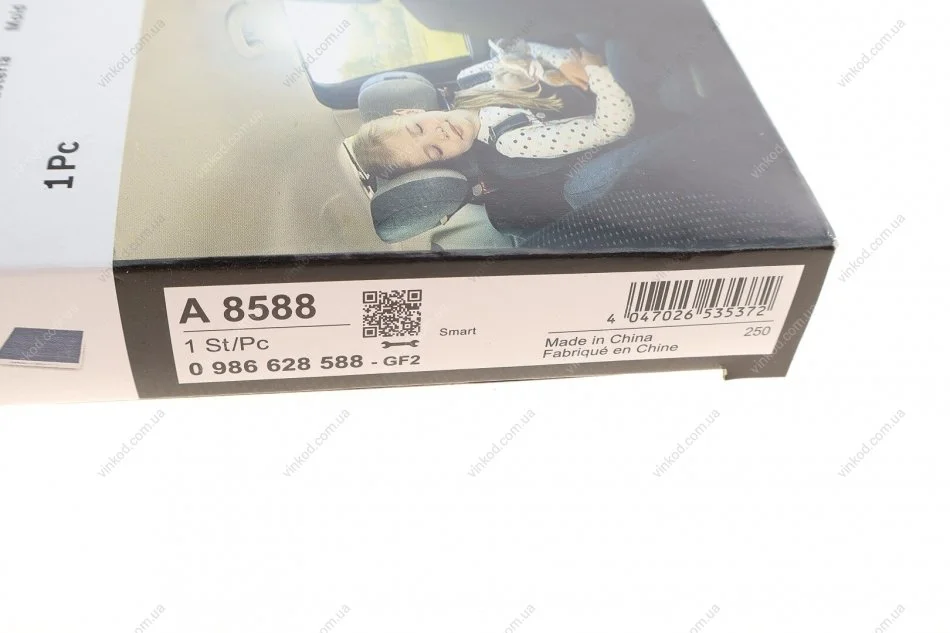 Mold
1 Pc
A 8588
1 St/Pc
0 986 628 588 - GF2
Smart
4 047026 535372
Made in China
Fabriqué en Chine
250
vinkod.com.ua